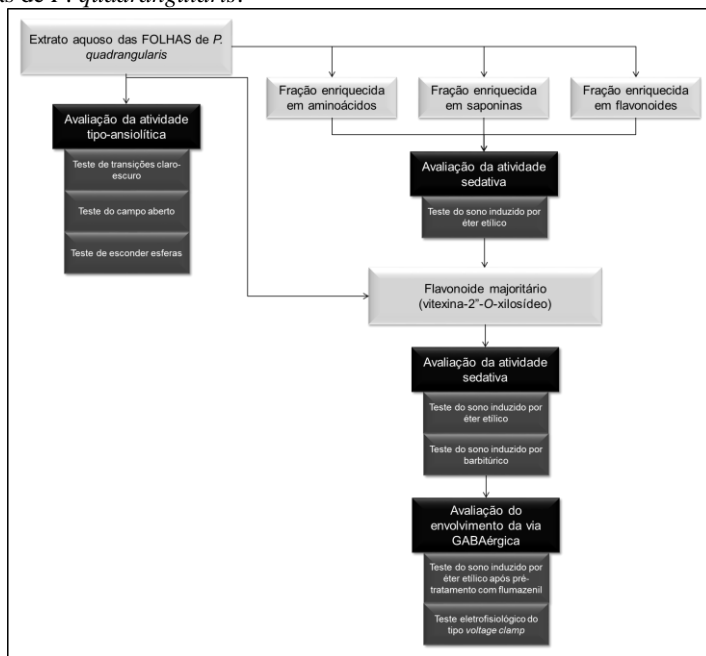 as de P. quadrangularis.
Extrato aquoso das FOLHAS de P.
quadrangularis
Fração enriquecida
em aminoácidos
Fração enriquecida
em saponinas
Fração enriquecida
em flavonoides
Avaliação da atividade
tipo-ansiolítica
Teste de transições claro-
escuro
Teste do campo aberto
Teste de esconder esferas
Avaliação da atividade
sedativa
Teste do sono induzido por
éter etílico
Flavonoide majoritário
(vitexina-2”-O-xilosídeo)
Avaliação da atividade
sedativa
Teste do sono induzido por
éter etílico
Teste do sono induzido por
barbitúrico
Avaliação do
envolvimento da via
GABAérgica
Teste do sono induzido por
éter etílico após pré-
tratamento com flumazenil
Teste eletrofisiológico do
tipo voltage clamp